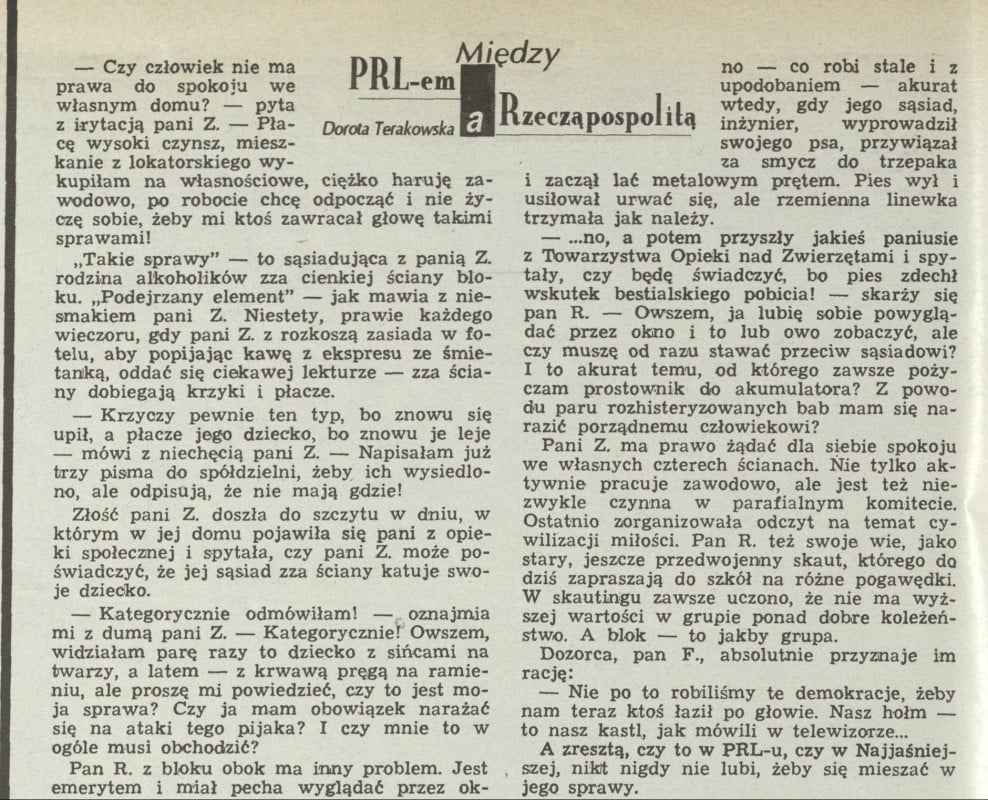 Między
PRL-em
a
Rzecząpospolitą
Dorota Terakowska
— Czy człowiek nie ma
prawa do spokoju we
własnym domu? — pyta
z irytacją pani Z. — Pła-
cę wysoki czynsz, miesz-
kanie z lokatorskiego wy-
kupiłam na własnościowe, ciężko haruję za-
wodowo, po robocie chcę odpocząć i nie ży-
czę sobie, żeby mi ktoś zawracał głowę takimi
sprawami!
„Takie sprawy” — to sąsiadująca z panią Z.
rodzina alkoholików zza cienkiej ściany blo-
ku. „Podejrzany element” — jak mawia z nie-
smakiem pani Z. Niestety, prawie każdego
wieczoru, gdy pani Z. z rozkoszą zasiada w fo-
telu, aby popijając kawę z ekspresu ze śmie-
tanką, oddać się ciekawej lekturze — zza ścia-
ny dobiegają krzyki i płacze.
— Krzyczy pewnie ten typ, bo znowu się
upił, a płacze jego dziecko, bo znowu je leje
— mówi z niechęcią pani Z. — Napisałam już
trzy pisma do spółdzielni, żeby ich wysiedlo-
no, ale odpisują, że nie mają gdzie!
Złość pani Z. doszła do szczytu w dniu, w
którym w jej domu pojawiła się pani z opie-
ki społecznej i spytała, czy pani Z. może po-
świadczyć, że jej sąsiad zza ściany katuje swo-
je dziecko.
— Kategorycznie odmówiłam! — oznajmia
mi z dumą pani Z. — Kategorycznie! Owszem,
widziałam parę razy to dziecko z sińcami na
twarzy, a latem — z krwawą pręgą na ramie-
niu, ale proszę mi powiedzieć, czy to jest mo-
ja sprawa? Czy ja mam obowiązek narażać
się na ataki tego pijaka? I czy mnie to w
ogóle musi obchodzić?
Pan R. z bloku obok ma inny problem. Jest
emerytem i miał pecha wyglądać przez ok-
no — co robi stale i z
upodobaniem — akurat
wtedy, gdy jego sąsiad,
inżynier, wyprowadził
swojego psa, przywiązał
za smycz do trzepaka
i zaczął lać metalowym prętem. Pies wył i
usiłował urwać się, ale rzemienna linewka
trzymała jak należy.
— ...no, a potem przyszły jakieś paniusie
z Towarzystwa Opieki nad Zwierzętami i spy-
tały, czy będę świadczyć, bo pies zdechł
wskutek bestialskiego pobicia! — skarży się
pan R. — Owszem, ja lubię sobie powyglą-
dać przez okno i to lub owo zobaczyć, ale
czy muszę od razu stawać przeciw sąsiadowi?
I to akurat temu, od którego zawsze poży-
czam prostownik do akumulatora? Z powo-
du paru rozhisteryzowanych bab mam się na-
razić porządnemu człowiekowi?
Pani Z. ma prawo żądać dla siebie spokoju
we własnych czterech ścianach. Nie tylko ak-
tywnie pracuje zawodowo, ale jest też nie-
zwykle czynna w parafialnym komitecie.
Ostatnio zorganizowała odczyt na temat cy-
wilizacji miłości. Pan R. też swoje wie, jako
stary, jeszcze przedwojenny skaut, którego do
dziś zapraszają do szkół na różne pogawędki.
W skautingu zawsze uczono, że nie ma wyż-
szej wartości w grupie ponad dobre koleżeń-
stwo. A blok — to jakby grupa.
Dozorca, pan F., absolutnie przyznaje im
rację:
— Nie po to robiliśmy te demokracje, żeby
nam teraz ktoś łaził po głowie. Nasz hołm —
to nasz kastl, jak mówili w telewizorze...
A zresztą, czy to w PRL-u, czy w Najjaśniej-
szej, nikt nigdy nie lubi, żeby się mieszać w
jego sprawy.